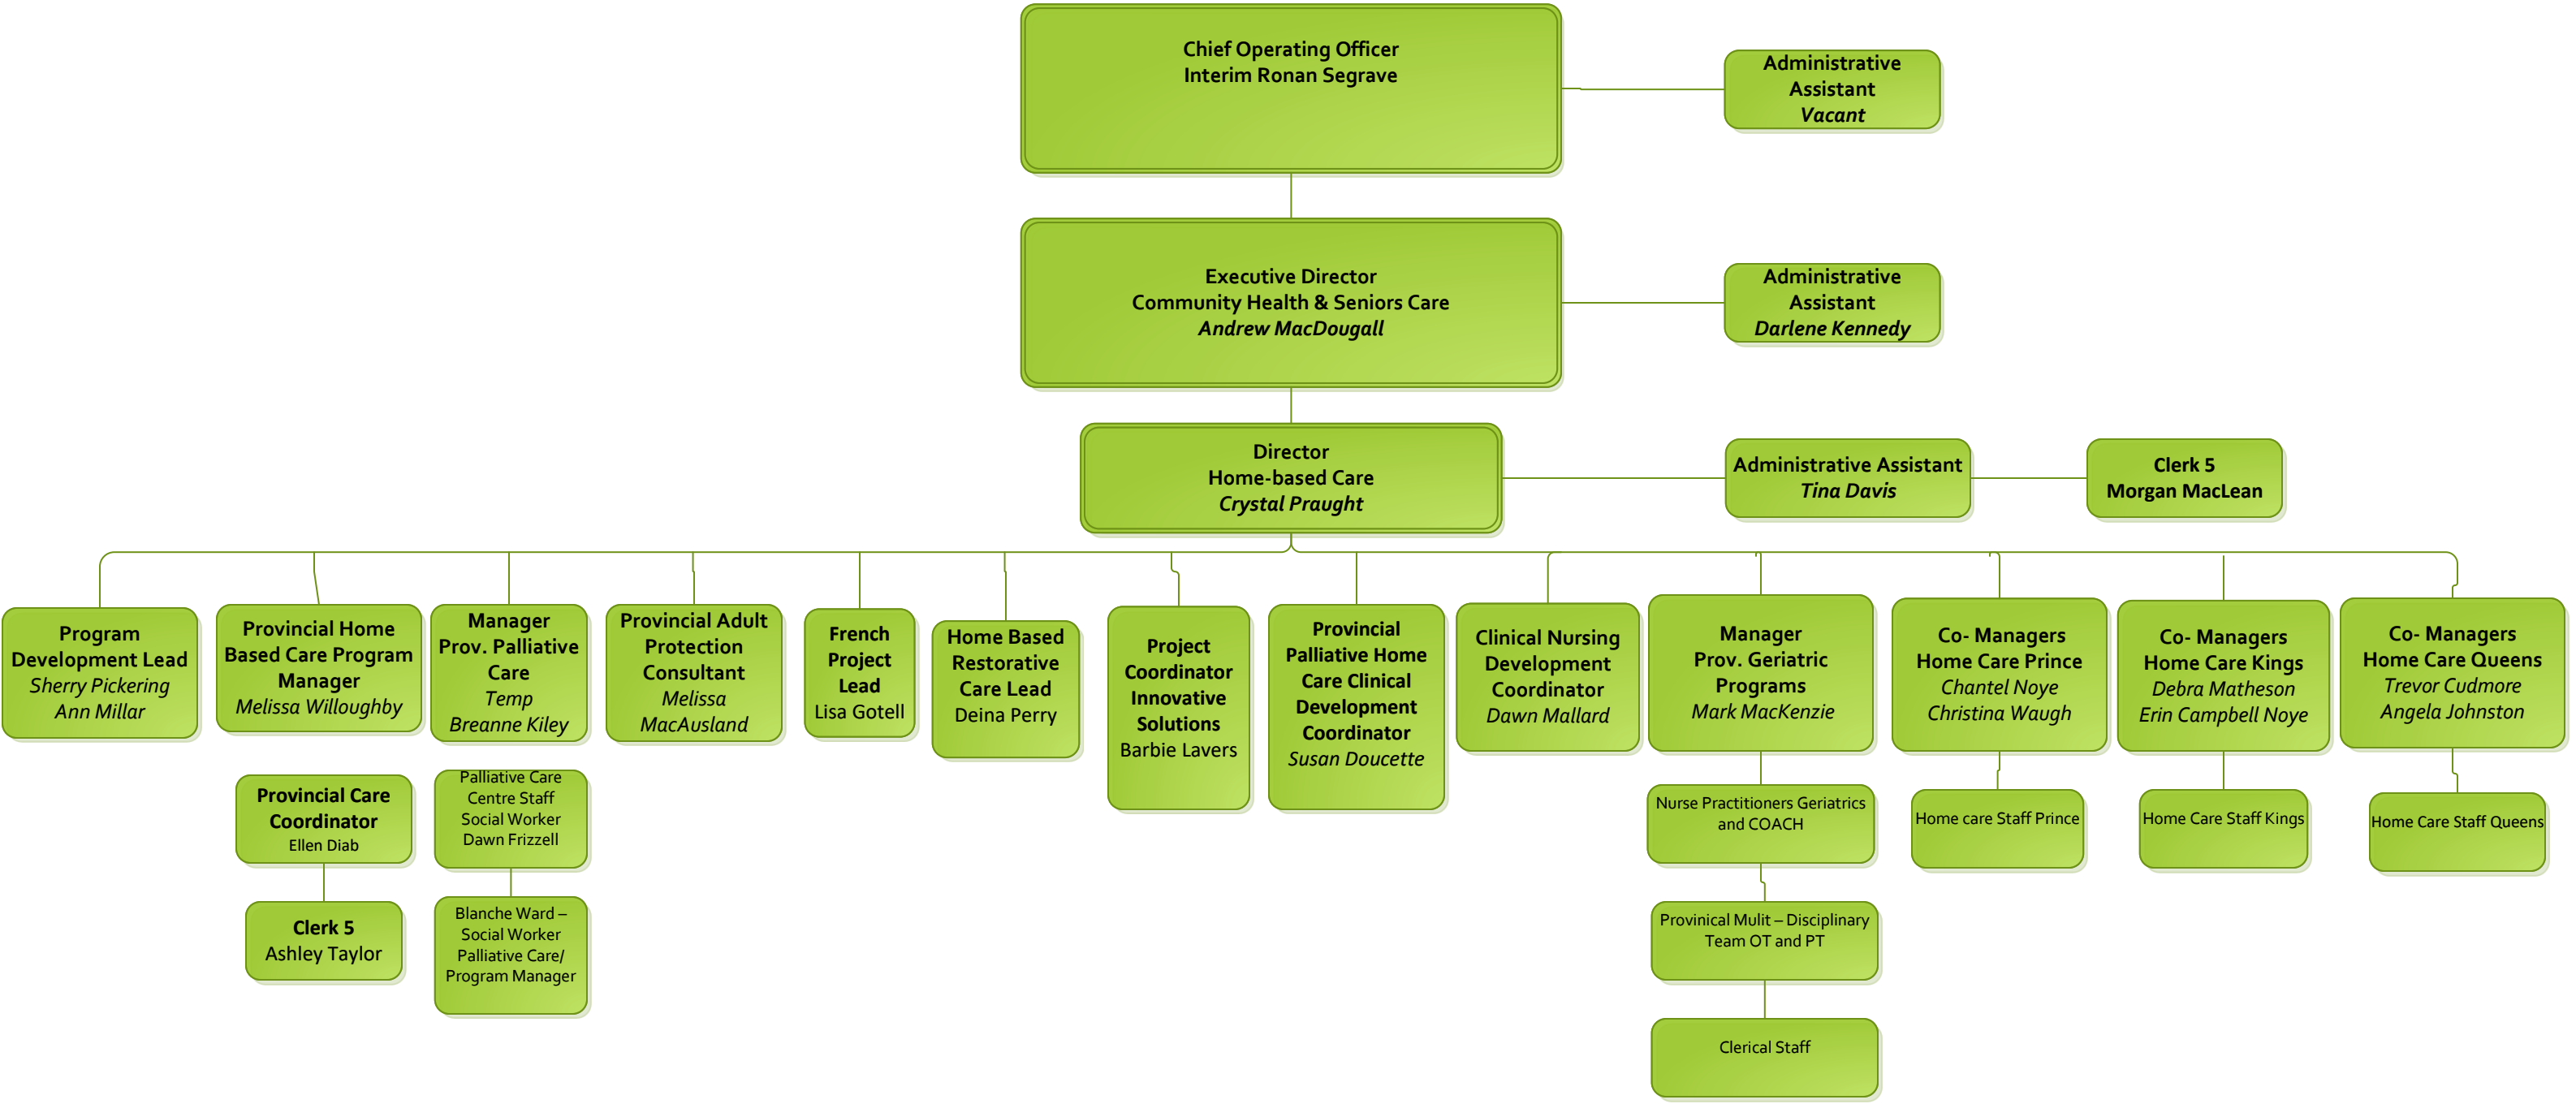 Chief Operating Officer
Interim Ronan Segrave
Administrative
Assistant
Vacant
Executive Director
Community Health & Seniors Care
Andrew MacDougall
Administrative
Assistant
Darlene Kennedy
Director
Home-based Care
Crystal Praught
Administrative Assistant
Tina Davis
Clerk 5
Morgan MacLean
Program
Development Lead
Sherry Pickering
Ann Millar
Provincial Home
Based Care Program
Manager
Melissa Willoughby
Manager
Prov. Palliative
Care
Temp
Breanne Kiley
Provincial Adult
Protection
Consultant
Melissa
MacAusland
French
Project
Lead
Lisa Gotell
Home Based
Restorative
Care Lead
Deina Perry
Project
Coordinator
Innovative
Solutions
Barbie Lavers
Provincial
Palliative Home
Care Clinical
Development
Coordinator
Susan Doucette
Clinical Nursing
Development
Coordinator
Dawn Mallard
Manager
Prov. Geriatric
Programs
Mark MacKenzie
Co- Managers
Home Care Prince
Chantel Noye
Christina Waugh
Co- Managers
Home Care Kings
Debra Matheson
Erin Campbell Noye
Co- Managers
Home Care Queens
Trevor Cudmore
Angela Johnston
Provincial Care
Coordinator
Ellen Diab
Palliative Care
Centre Staff
Social Worker
Dawn Frizzell
Nurse Practitioners Geriatrics
and COACH
Home care Staff Prince
Home Care Staff Kings
Home Care Staff Queens
Clerk 5
Ashley Taylor
Blanche Ward –
Social Worker
Palliative Care/
Program Manager
Provinical Mulit – Disciplinary
Team OT and PT
Clerical Staff